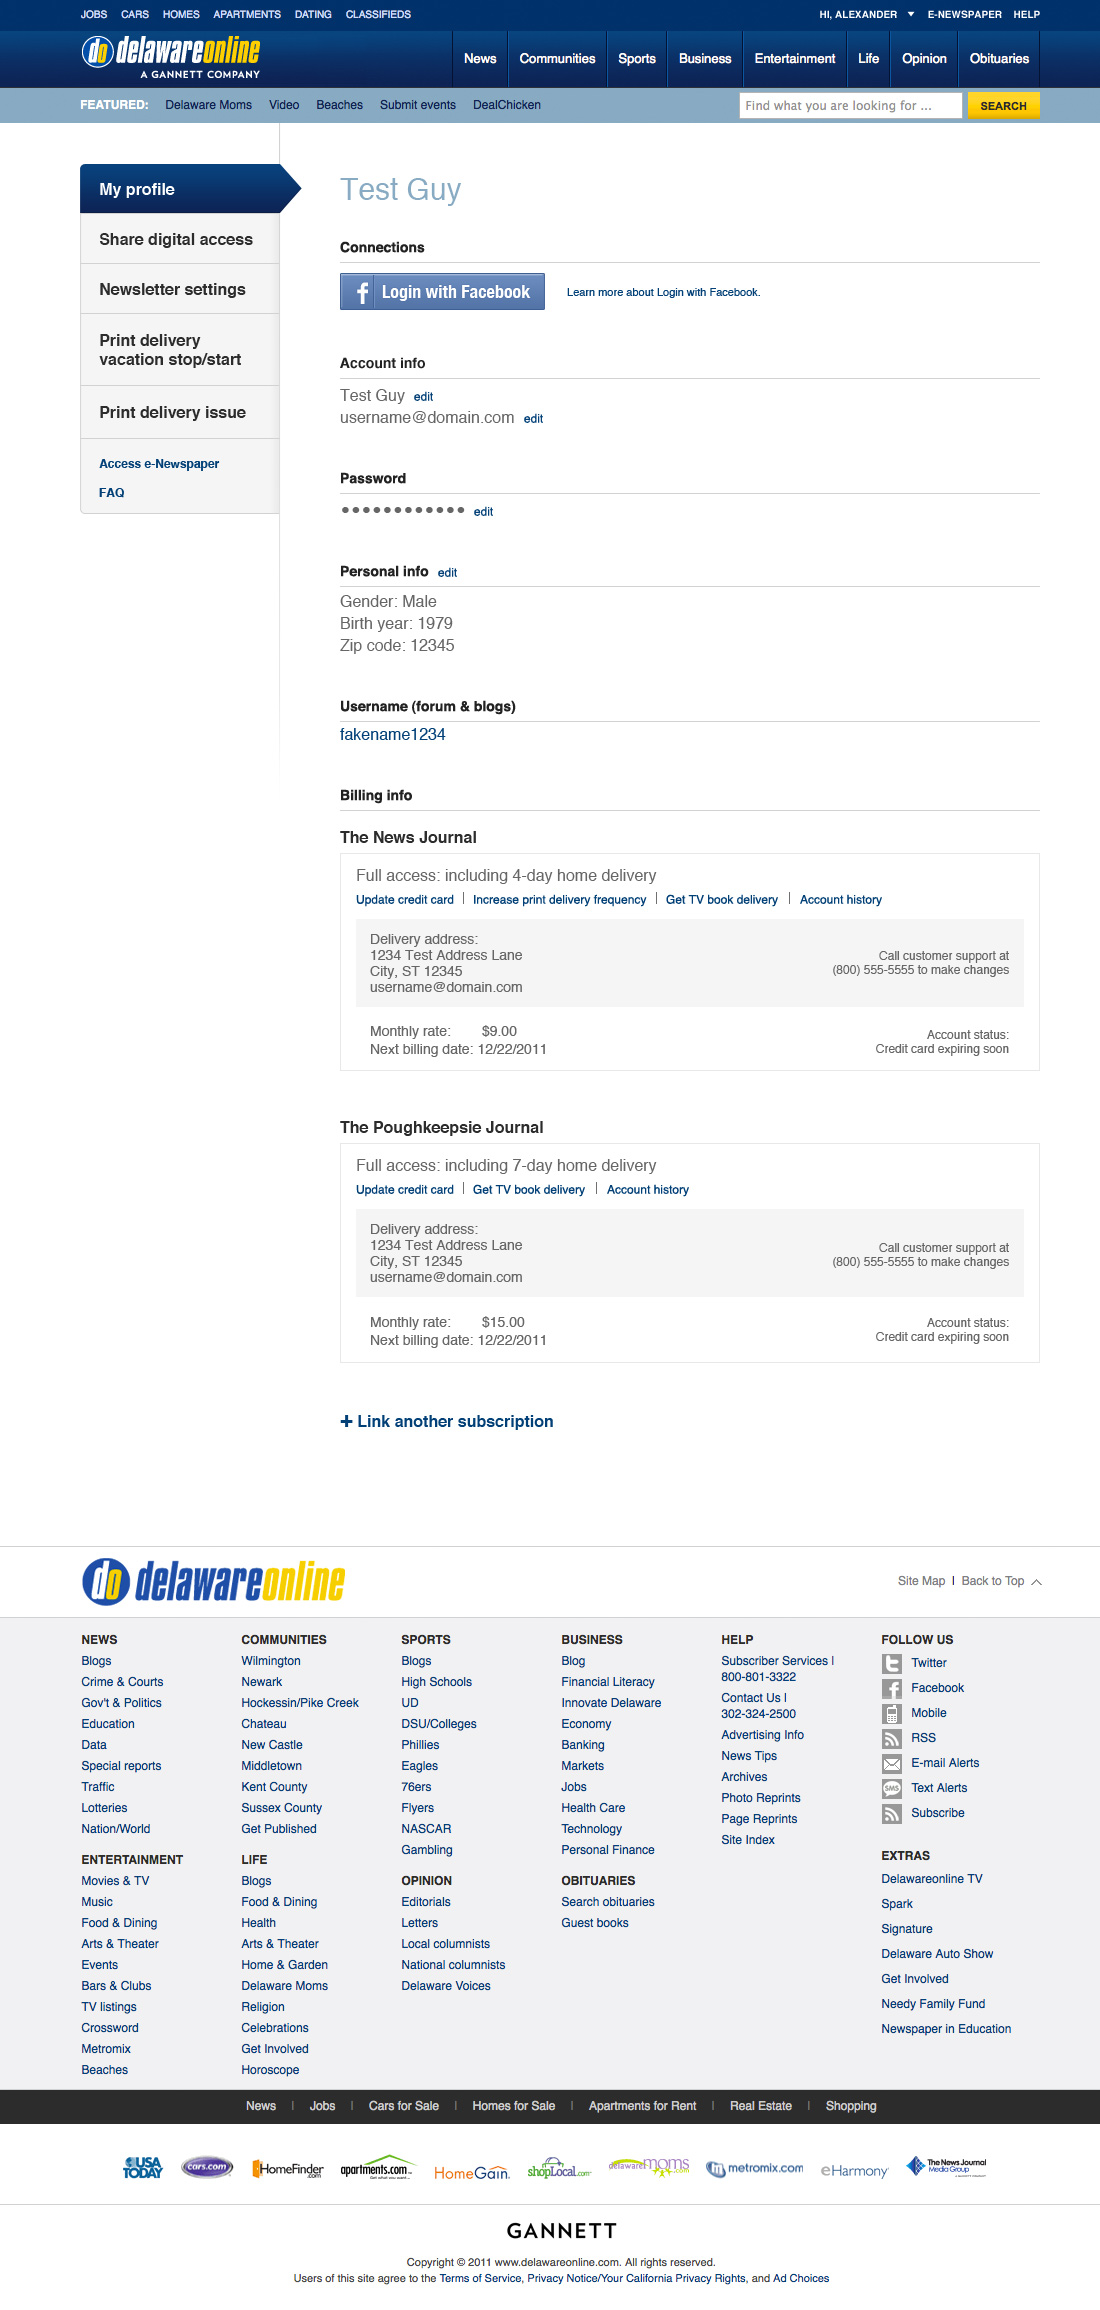 JOBS CARS HOMES APARTMENTS DATING CLASSIFIEDS
HI, ALEXANDER E-NEWSPAPER HELP
do delawareonline
A GANNETT COMPANY
News Communities Sports Business Entertainment Life Opinion Obituaries
FEATURED: Delaware Moms Video Beaches Submit events DealChicken
Find what you are looking for ... SEARCH
My profile
Share digital access
Newsletter settings
Print delivery
vacation stop/start
Print delivery issue
Access e-Newspaper
FAQ
Test Guy
Connections
f Login with Facebook Learn more about Login with Facebook.
Account info
Test Guy edit
username@domain.com edit
Password
•••••••••••• edit
Personal info edit
Gender: Male
Birth year: 1979
Zip code: 12345
Username (forum & blogs)
fakename1234
Billing info
The News Journal
Full access: including 4-day home delivery
Update credit card | Increase print delivery frequency | Get TV book delivery | Account history
Delivery address:
1234 Test Address Lane
City, ST 12345
username@domain.com
Call customer support at
(800) 555-5555 to make changes
Monthly rate: $9.00
Next billing date: 12/22/2011
Account status:
Credit card expiring soon
The Poughkeepsie Journal
Full access: including 7-day home delivery
Update credit card | Get TV book delivery | Account history
Delivery address:
1234 Test Address Lane
City, ST 12345
username@domain.com
Call customer support at
(800) 555-5555 to make changes
Monthly rate: $15.00
Next billing date: 12/22/2011
Account status:
Credit card expiring soon
+ Link another subscription
do delawareonline
Site Map | Back to Top
NEWS
Blogs
Crime & Courts
Gov't & Politics
Education
Data
Special reports
Traffic
Lotteries
Nation/World
COMMUNITIES
Wilmington
Newark
Hockessin/Pike Creek
Chateau
New Castle
Middletown
Kent County
Sussex County
Get Published
SPORTS
Blogs
High Schools
UD
DSU/Colleges
Phillies
Eagles
76ers
Flyers
NASCAR
Gambling
BUSINESS
Blog
Financial Literacy
Innovate Delaware
Economy
Banking
Markets
Jobs
Health Care
Technology
Personal Finance
HELP
Subscriber Services |
800-801-3322
Contact Us |
302-324-2500
Advertising Info
News Tips
Archives
Photo Reprints
Page Reprints
Site Index
FOLLOW US
Twitter
Facebook
Mobile
RSS
E-mail Alerts
SMS Text Alerts
Subscribe
ENTERTAINMENT
Movies & TV
Music
Food & Dining
Arts & Theater
Events
Bars & Clubs
TV listings
Crossword
Metromix
Beaches
LIFE
Blogs
Food & Dining
Health
Arts & Theater
Home & Garden
Delaware Moms
Religion
Celebrations
Get Involved
Horoscope
OPINION
Editorials
Letters
Local columnists
National columnists
Delaware Voices
OBITUARIES
Search obituaries
Guest books
EXTRAS
Delawareonline TV
Spark
Signature
Delaware Auto Show
Get Involved
Needy Family Fund
Newspaper in Education
News | Jobs | Cars for Sale | Homes for Sale | Apartments for Rent | Real Estate | Shopping
USA TODAY cars.com HomeFinder.com apartments.com HomeGain. shopLocal.com delawaremoms.com metromix.com eHarmony The News Journal Media Group
GANNETT
Copyright © 2011 www.delawareonline.com. All rights reserved.
Users of this site agree to the Terms of Service, Privacy Notice/Your California Privacy Rights, and Ad Choices